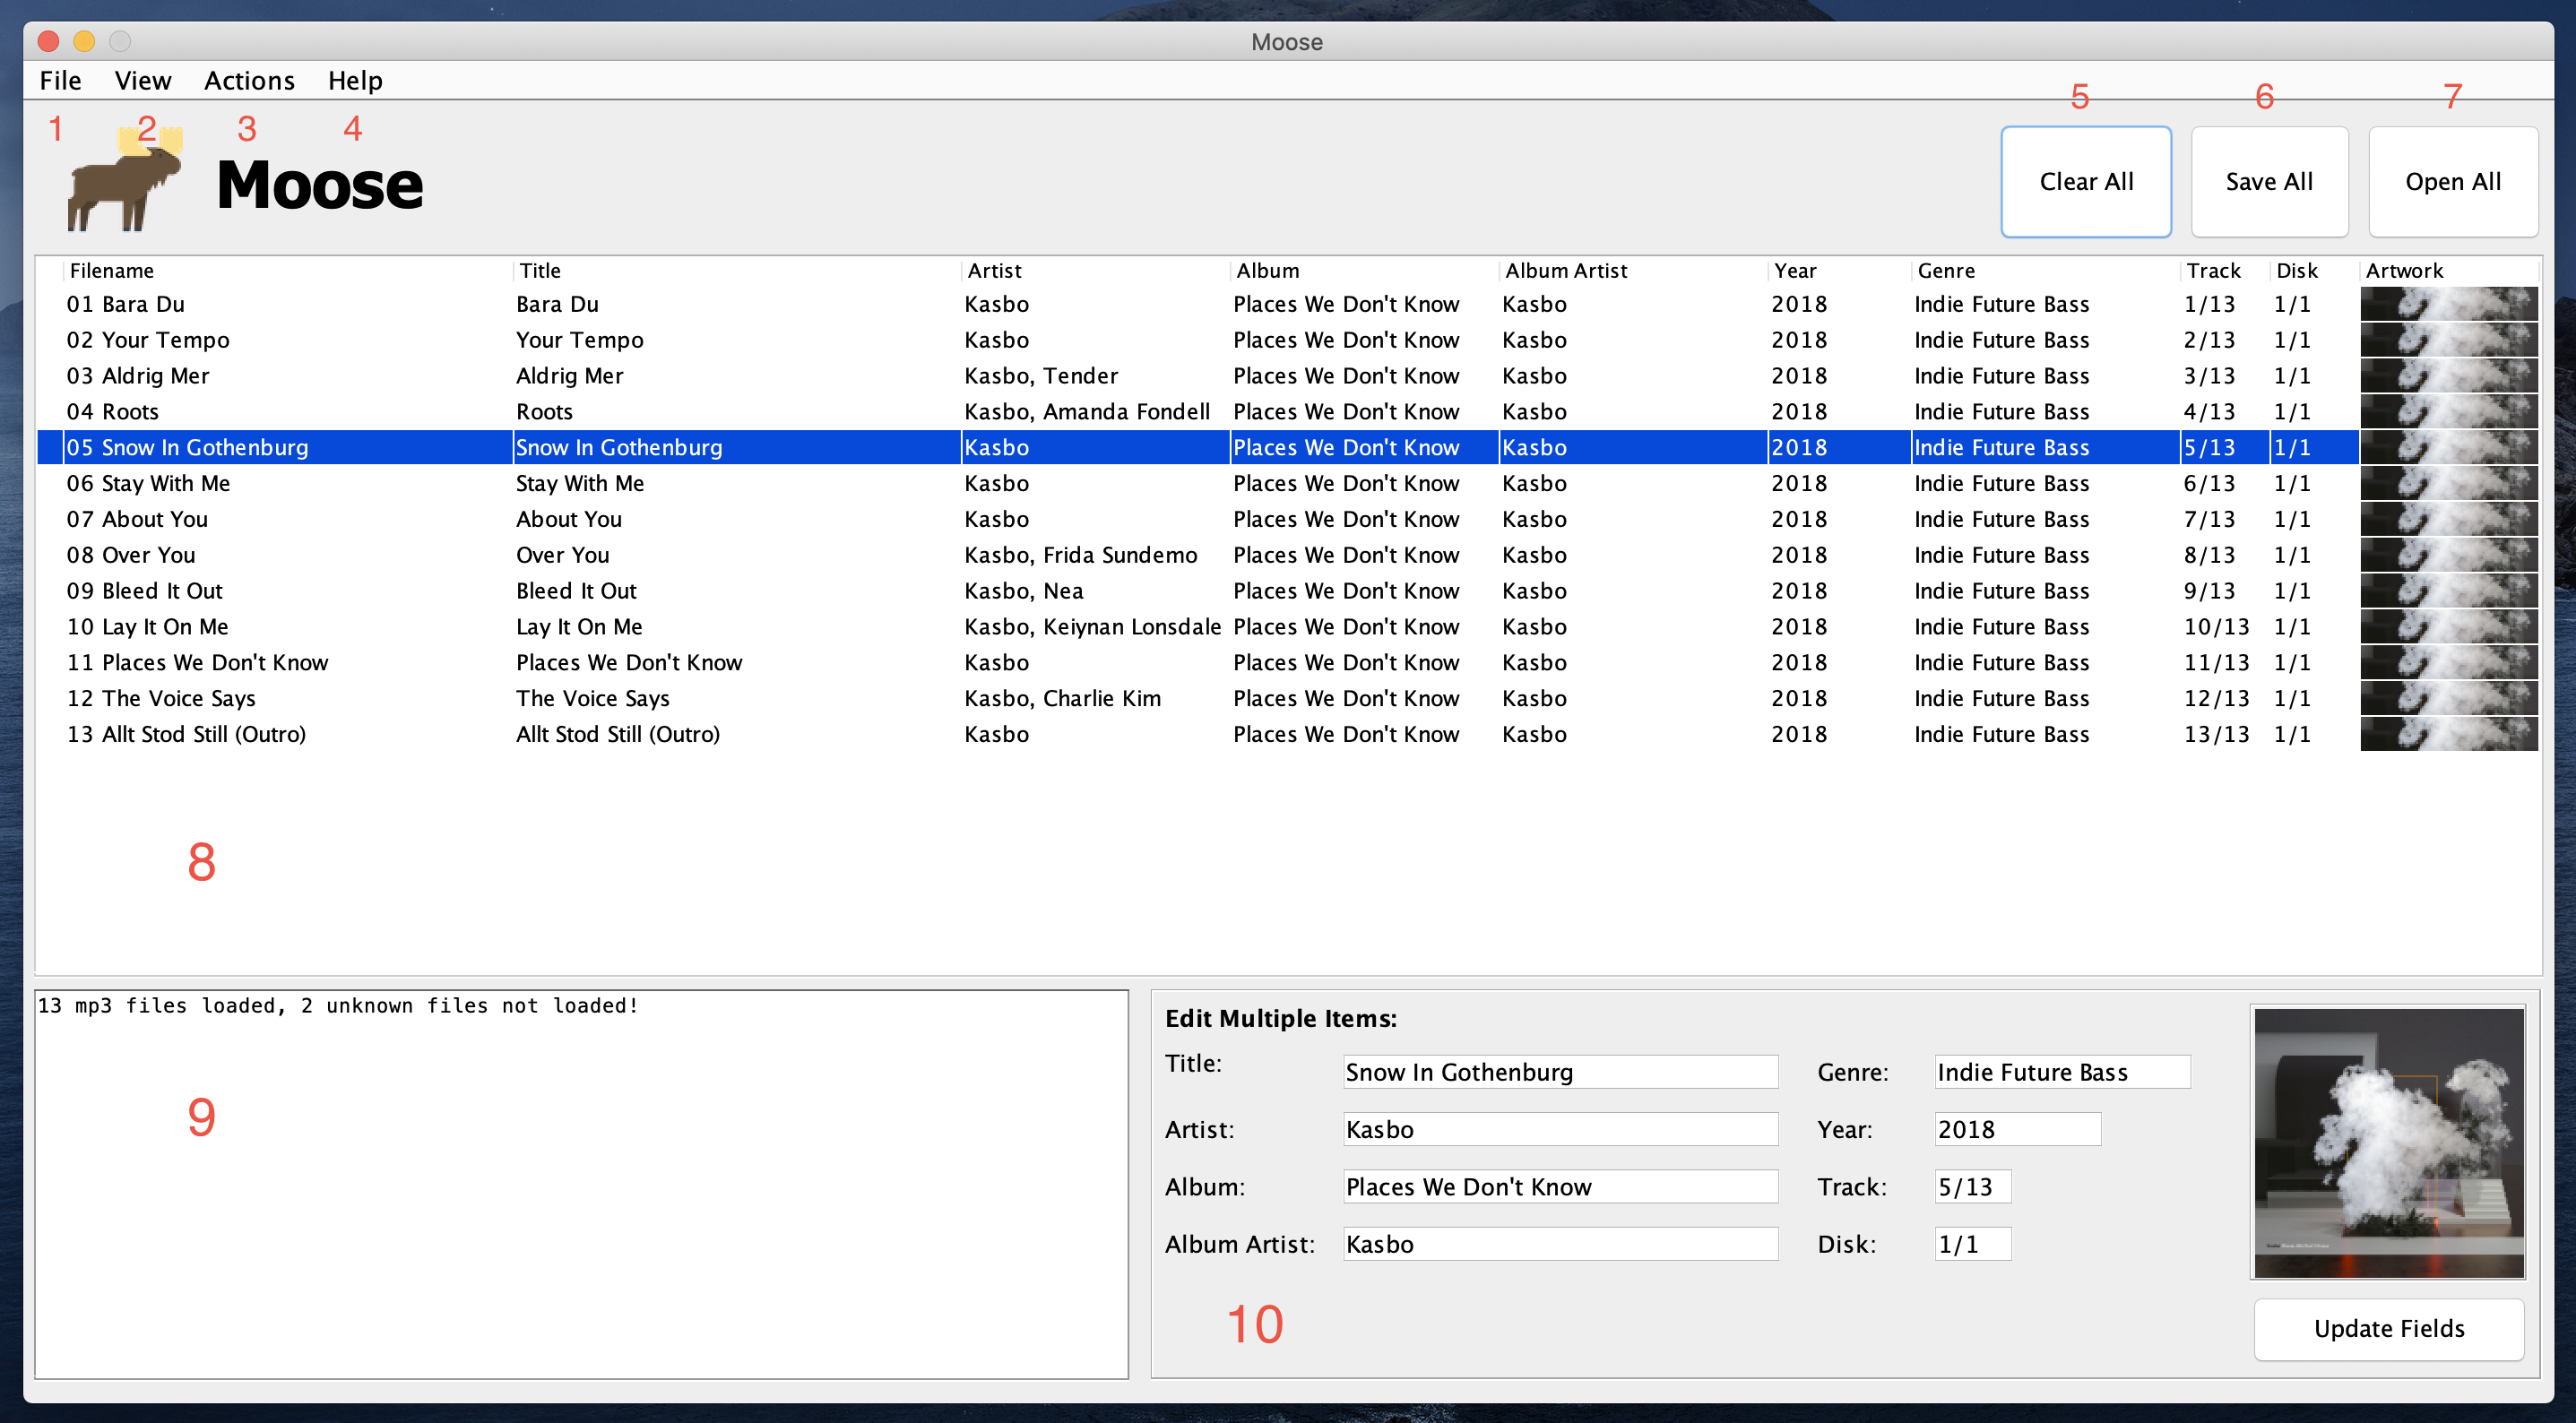 Moose
File View Actions Help
1 2 3 4 5 6 7
Moose
Clear All Save All Open All
Filename Title Artist Album Album Artist Year Genre Track Disk Artwork
01 Bara Du Bara Du Kasbo Places We Don't Know Kasbo 2018 Indie Future Bass 1/13 1/1
02 Your Tempo Your Tempo Kasbo Places We Don't Know Kasbo 2018 Indie Future Bass 2/13 1/1
03 Aldrig Mer Aldrig Mer Kasbo, Tender Places We Don't Know Kasbo 2018 Indie Future Bass 3/13 1/1
04 Roots Roots Kasbo, Amanda Fondell Places We Don't Know Kasbo 2018 Indie Future Bass 4/13 1/1
05 Snow In Gothenburg Snow In Gothenburg Kasbo Places We Don't Know Kasbo 2018 Indie Future Bass 5/13 1/1
06 Stay With Me Stay With Me Kasbo Places We Don't Know Kasbo 2018 Indie Future Bass 6/13 1/1
07 About You About You Kasbo Places We Don't Know Kasbo 2018 Indie Future Bass 7/13 1/1
08 Over You Over You Kasbo, Frida Sundemo Places We Don't Know Kasbo 2018 Indie Future Bass 8/13 1/1
09 Bleed It Out Bleed It Out Kasbo, Nea Places We Don't Know Kasbo 2018 Indie Future Bass 9/13 1/1
10 Lay It On Me Lay It On Me Kasbo, Keiynan Lonsdale Places We Don't Know Kasbo 2018 Indie Future Bass 10/13 1/1
11 Places We Don't Know Places We Don't Know Kasbo Places We Don't Know Kasbo 2018 Indie Future Bass 11/13 1/1
12 The Voice Says The Voice Says Kasbo, Charlie Kim Places We Don't Know Kasbo 2018 Indie Future Bass 12/13 1/1
13 Allt Stod Still (Outro) Allt Stod Still (Outro) Kasbo Places We Don't Know Kasbo 2018 Indie Future Bass 13/13 1/1
8
13 mp3 files loaded, 2 unknown files not loaded!
9
Edit Multiple Items:
Title: Snow In Gothenburg Genre: Indie Future Bass
Artist: Kasbo Year: 2018
Album: Places We Don't Know Track: 5/13
Album Artist: Kasbo Disk: 1/1
10
Update Fields